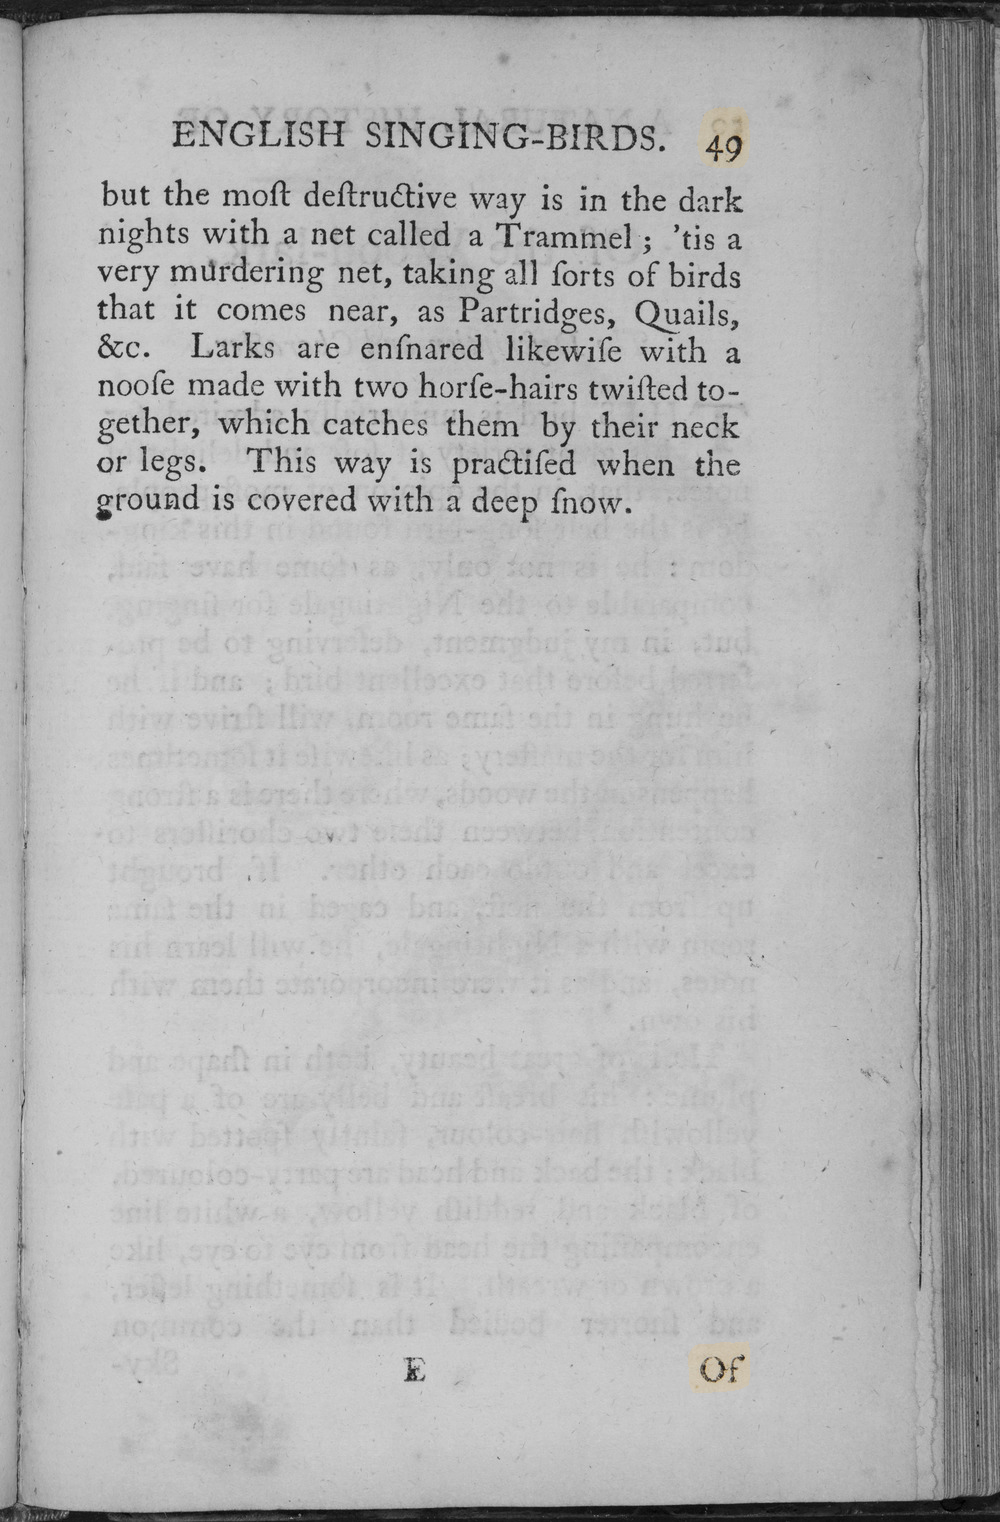 ENGLISH SINGING-BIRDS. 49
but the moſt deſtructive way is in the dark
nights with a net called a Trammel; ’tis a
very murdering net, taking all ſorts of birds
that it comes near, as Partridges, Quails,
&c. Larks are enſnared likewiſe with a
nooſe made with two horſe-hairs twiſted to-
gether, which catches them by their neck
or legs. This way is practiſed when the
ground is covered with a deep ſnow.
E Of